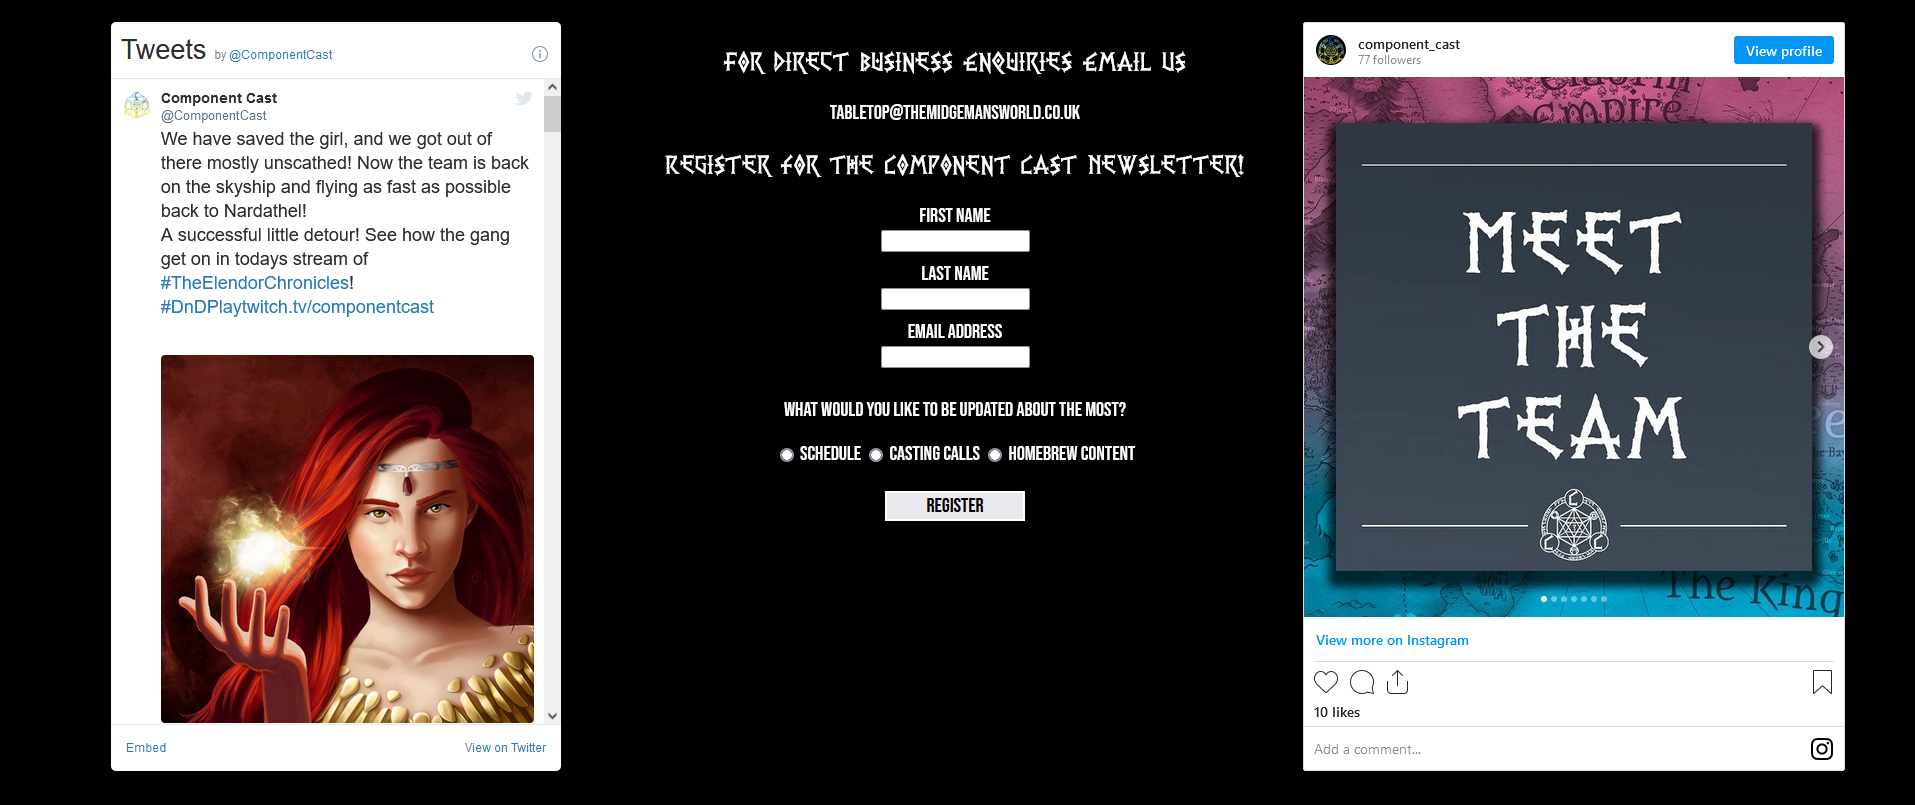 Tweets by @ComponentCast
Component Cast
@ComponentCast
We have saved the girl, and we got out of
there mostly unscathed! Now the team is back
on the skyship and flying as fast as possible
back to Nardathel!
A successful little detour! See how the gang
get on in todays stream of
#TheElendorChronicles!
#DnDPlaytwitch.tv/componentcast
Embed
View on Twitter
FOR DIRECT BUSINESS ENQUIRIES EMAIL US
TABLETOP@THEMIDGEMANSWORLD.CO.UK
REGISTER FOR THE COMPONENT CAST NEWSLETTER!
FIRST NAME
LAST NAME
EMAIL ADDRESS
WHAT WOULD YOU LIKE TO BE UPDATED ABOUT THE MOST?
SCHEDULE CASTING CALLS HOMEBREW CONTENT
REGISTER
component_cast
77 followers
View profile
Empire
MEET
THE
TEAM
The King
View more on Instagram
10 likes
Add a comment...